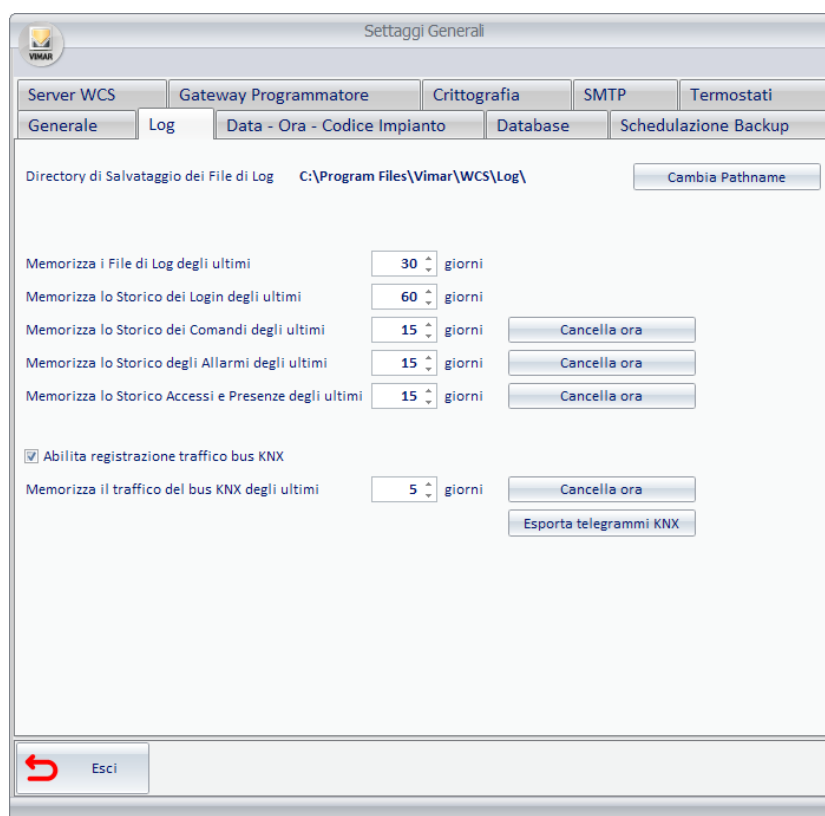 Settaggi Generali
VIMAR
Server WCS Gateway Programmatore Crittografia SMTP Termostati
Generale Log Data - Ora - Codice Impianto Database Schedulazione Backup
Directory di Salvataggio dei File di Log C:\Program Files\Vimar\WCS\Log\ Cambia Pathname
Memorizza i File di Log degli ultimi 30 giorni
Memorizza lo Storico dei Login degli ultimi 60 giorni
Memorizza lo Storico dei Comandi degli ultimi 15 giorni Cancella ora
Memorizza lo Storico degli Allarmi degli ultimi 15 giorni Cancella ora
Memorizza lo Storico Accessi e Presenze degli ultimi 15 giorni Cancella ora
Abilita registrazione traffico bus KNX
Memorizza il traffico del bus KNX degli ultimi 5 giorni Cancella ora
Esporta telegrammi KNX
Esci